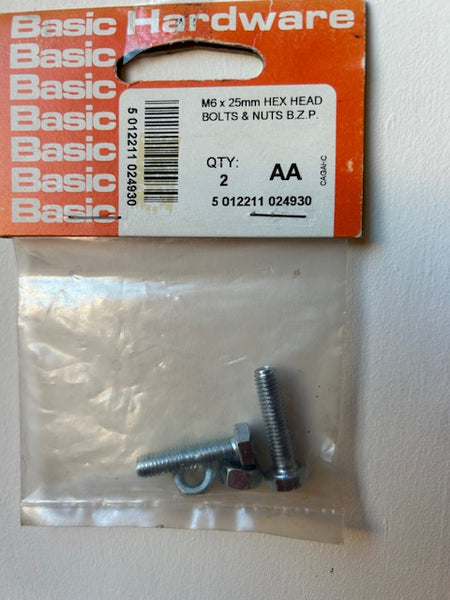 Basic Hardware
Basic
Basic
Basic
Basic
Basic
Basic
5 012211 024930
M6 x 25mm HEX HEAD
BOLTS & NUTS B.Z.P.
QTY:
2
AA
CAGAI-C
5 012211 024930